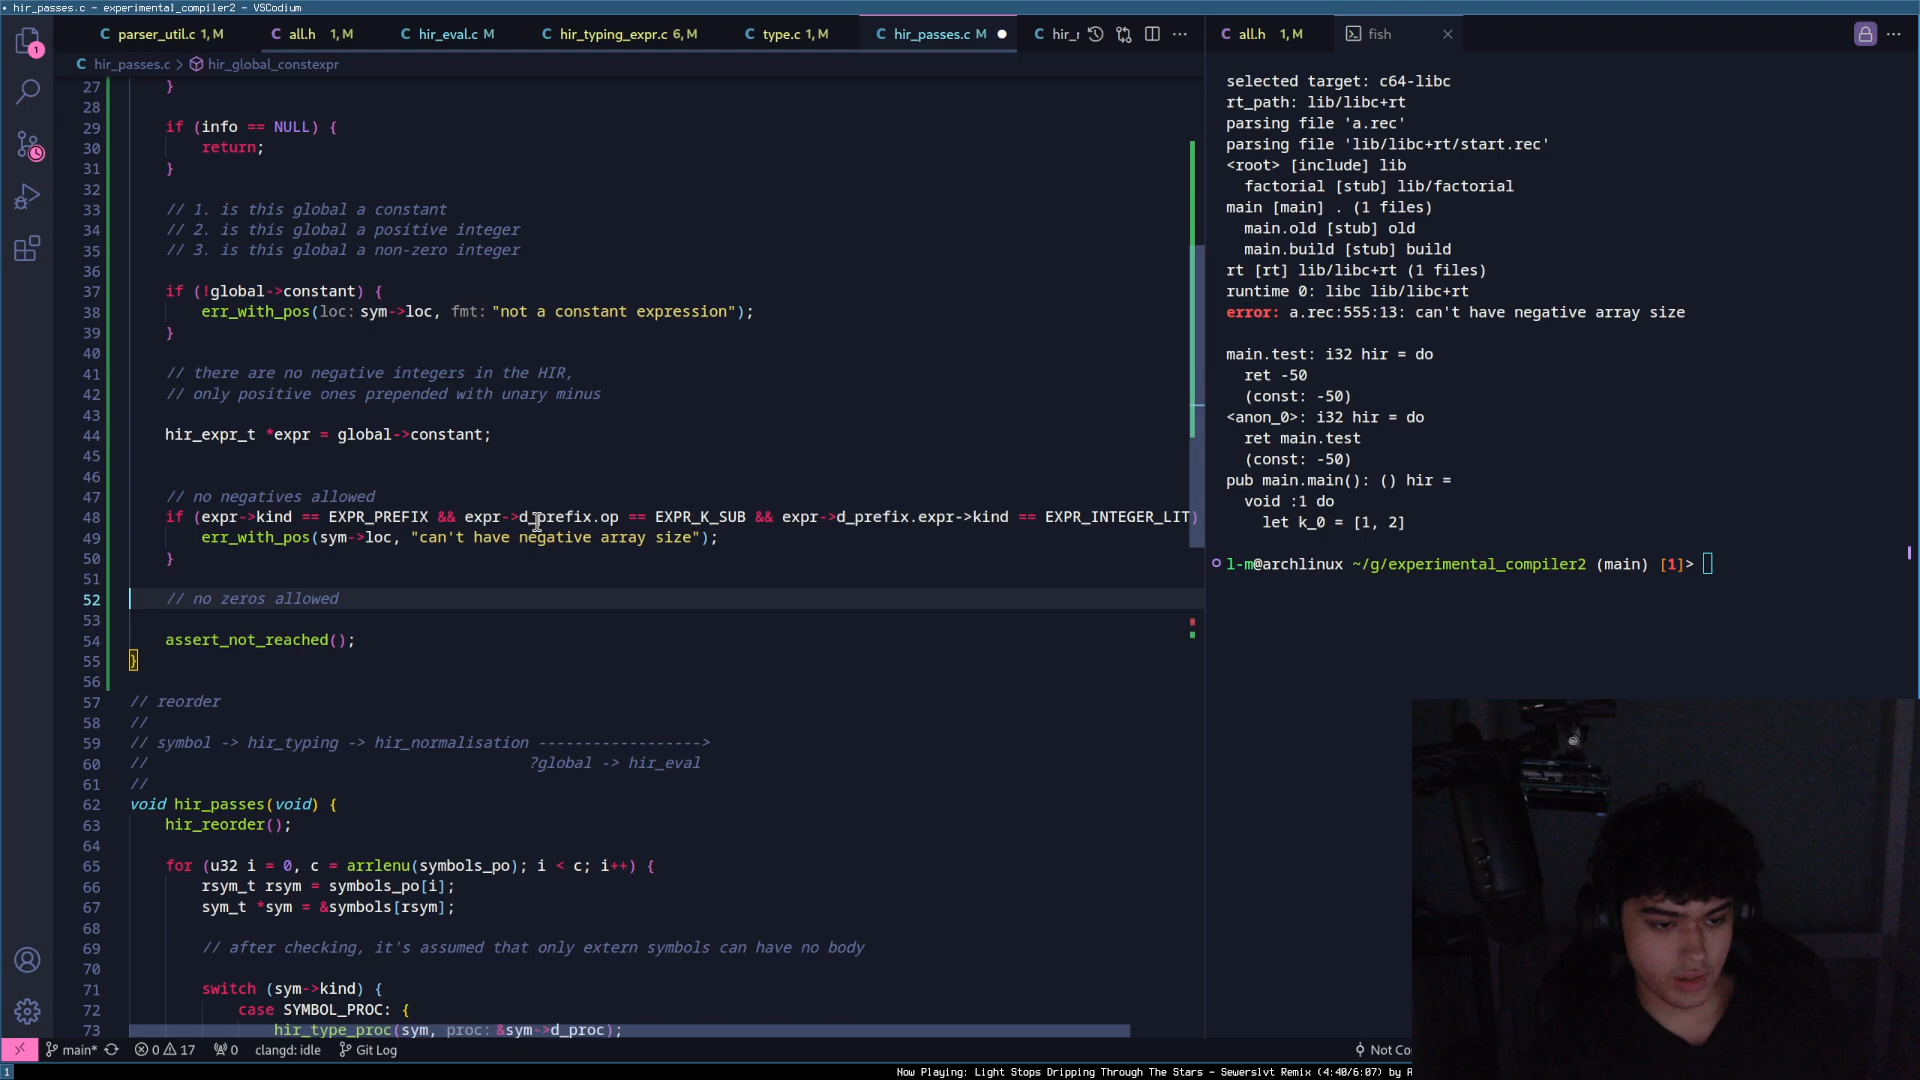 hir_passes.c - experimental_compiler2 - VSCodium
parser_util.c 1, M
all.h 1, M
hir_eval.c M
hir_typing_expr.c 6, M
type.c 1, M
hir_passes.c M
hir_r
all.h 1, M
fish
hir_passes.c > hir_global_constexpr
27 }
28
29 if (info == NULL) {
30 return;
31 }
32
33 // 1. is this global a constant
34 // 2. is this global a positive integer
35 // 3. is this global a non-zero integer
36
37 if (!global->constant) {
38 err_with_pos(loc: sym->loc, fmt: "not a constant expression");
39 }
40
41 // there are no negative integers in the HIR,
42 // only positive ones prepended with unary minus
43
44 hir_expr_t *expr = global->constant;
45
46
47 // no negatives allowed
48 if (expr->kind == EXPR_PREFIX && expr->d_prefix.op == EXPR_K_SUB && expr->d_prefix.expr->kind == EXPR_INTEGER_LIT)
49 err_with_pos(sym->loc, "can't have negative array size");
50 }
51
52 // no zeros allowed
53
54 assert_not_reached();
55 }
56
57 // reorder
58 //
59 // symbol -> hir_typing -> hir_normalisation ------------------>
60 // ?global -> hir_eval
61 //
62 void hir_passes(void) {
63 hir_reorder();
64
65 for (u32 i = 0, c = arrlenu(symbols_po); i < c; i++) {
66 rsym_t rsym = symbols_po[i];
67 sym_t *sym = &symbols[rsym];
68
69 // after checking, it's assumed that only extern symbols can have no body
70
71 switch (sym->kind) {
72 case SYMBOL_PROC: {
73 hir_type_proc(sym, proc: &sym->d_proc);
selected target: c64-libc
rt_path: lib/libc+rt
parsing file 'a.rec'
parsing file 'lib/libc+rt/start.rec'
<root> [include] lib
factorial [stub] lib/factorial
main [main] . (1 files)
main.old [stub] old
main.build [stub] build
rt [rt] lib/libc+rt (1 files)
runtime 0: libc lib/libc+rt
error: a.rec:555:13: can't have negative array size
main.test: i32 hir = do
ret -50
(const: -50)
<anon_0>: i32 hir = do
ret main.test
(const: -50)
pub main.main(): () hir =
void :1 do
let k_0 = [1, 2]
l-m@archlinux ~/g/experimental_compiler2 (main) [1]>
main* 0 17 0 clangd: idle Git Log Not Co
1 Now Playing: Light Stops Dripping Through The Stars - Sewerslvt Remix (4:40/6:07) by R